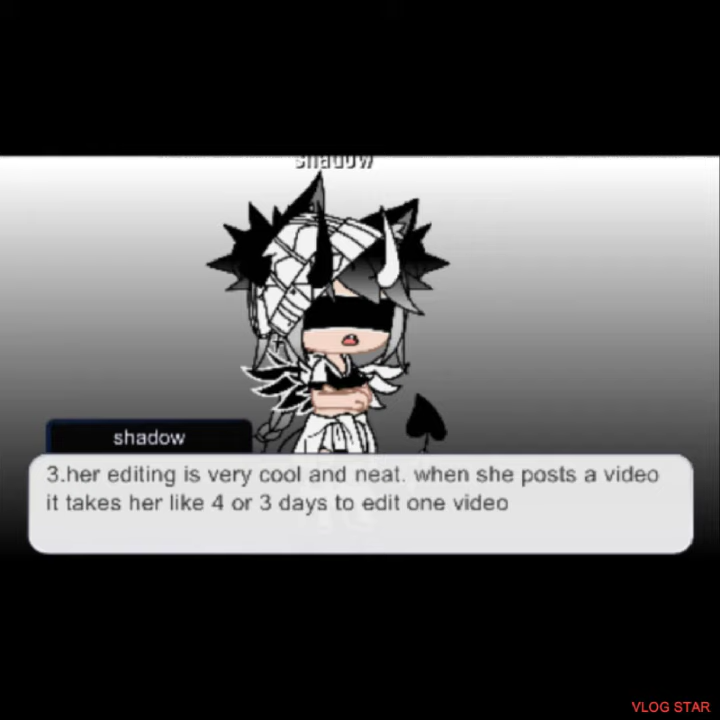 shadow
shadow
3.her editing is very cool and neat. when she posts a video
it takes her like 4 or 3 days to edit one video
VLOG STAR